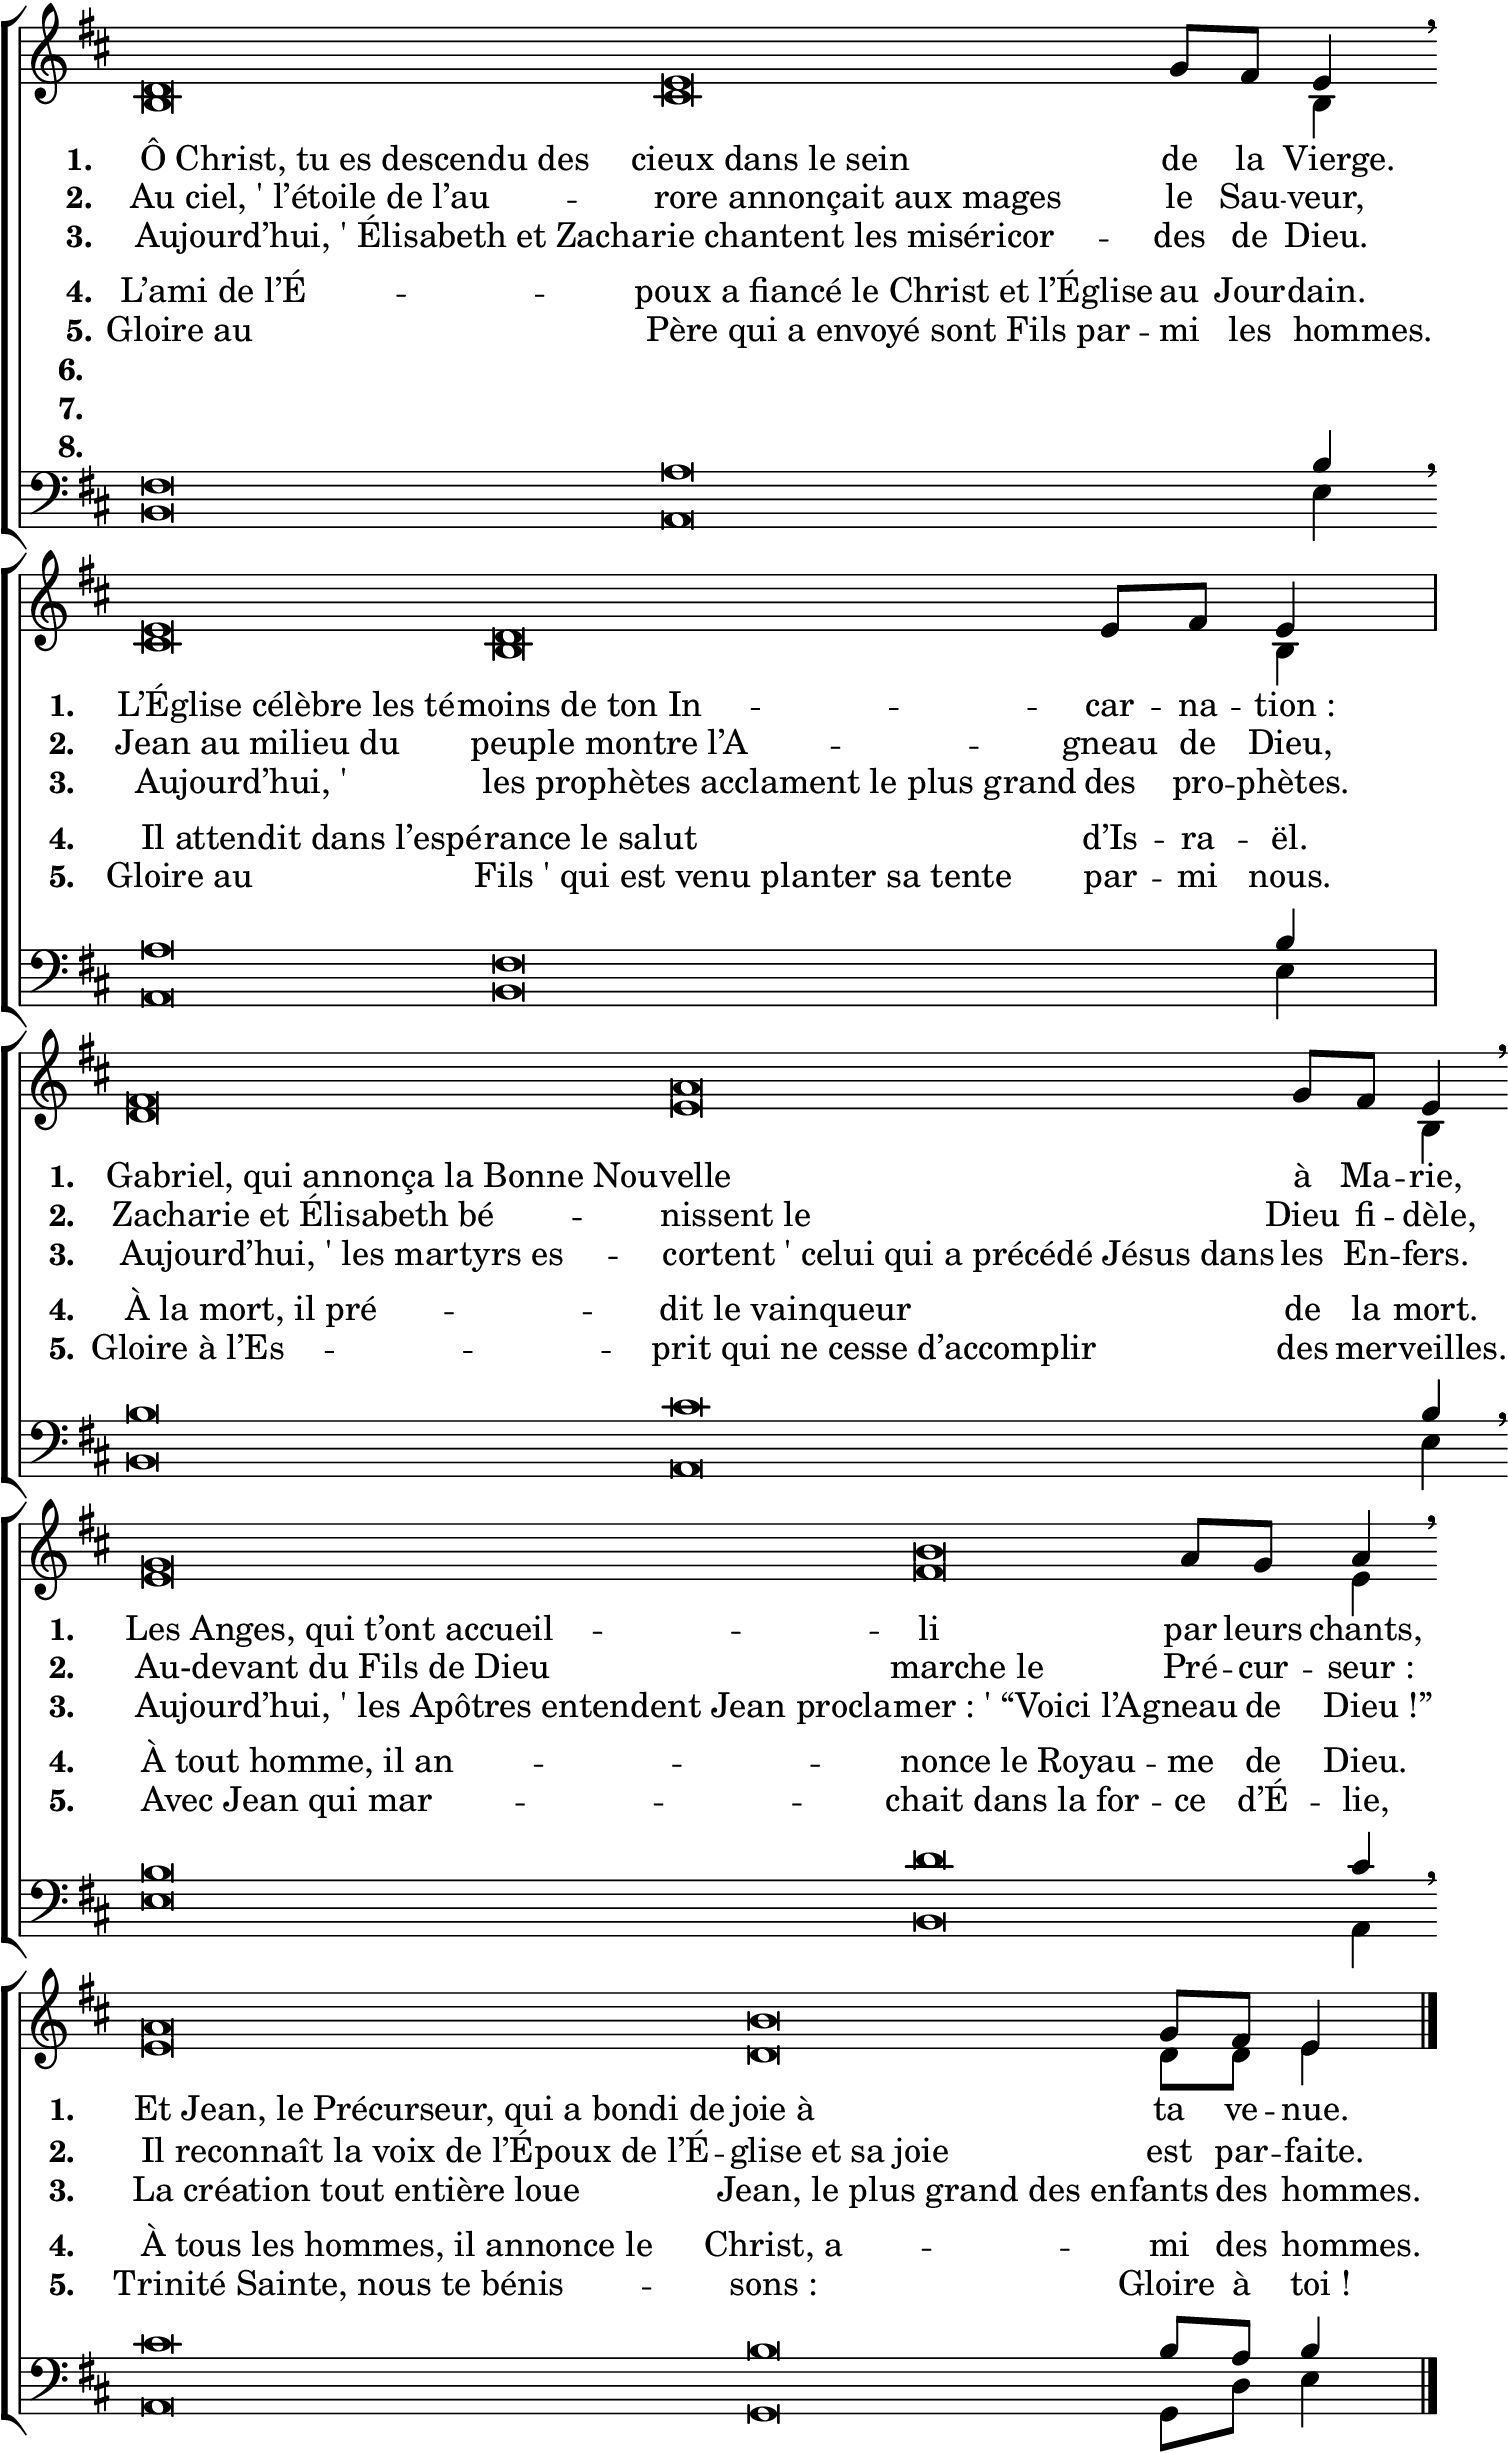 1. Ô Christ, tu es descendu des cieux dans le sein de la Vierge.
2. Au ciel, ' l’étoile de l’au -- rore annonçait aux mages le Sau -- veur,
3. Aujourd’hui, ' Élisabeth et Zacharie chantent les miséricor -- des de Dieu.
4. L’ami de l’É -- -- poux a fiancé le Christ et l’Église au Jourdain.
5. Gloire au Père qui a envoyé sont Fils par -- mi les hommes.
6.
7.
8.
1. L’Église célèbre les témoins de ton In -- -- car -- na -- tion :
2. Jean au milieu du peuple montre l’A -- -- gneau de Dieu,
3. Aujourd’hui, ' les prophètes acclament le plus grand des pro -- phètes.
4. Il attendit dans l’espérance le salut d’Is -- ra -- ël.
5. Gloire au Fils ' qui est venu planter sa tente par -- mi nous.
1. Gabriel, qui annonça la Bonne Nouvelle à Ma -- rie,
2. Zacharie et Élisabeth bé -- nissent le Dieu fi -- dèle,
3. Aujourd’hui, ' les martyrs es -- cortent ' celui qui a précédé Jésus dans les En -- fers.
4. À la mort, il pré -- -- dit le vainqueur de la mort.
5. Gloire à l’Es -- -- -- prit qui ne cesse d’accomplir des merveilles.
1. Les Anges, qui t’ont accueil -- -- -- li par leurs chants,
2. Au-devant du Fils de Dieu marche le Pré -- cur -- seur :
3. Aujourd’hui, ' les Apôtres entendent Jean proclamer : ' “Voici l’Agneau de Dieu !”
4. À tout homme, il an -- -- -- nonce le Royau -- me de Dieu.
5. Avec Jean qui mar -- -- -- chait dans la for -- ce d’É -- lie,
1. Et Jean, le Précurseur, qui a bondi de joie à ta ve -- nue.
2. Il reconnaît la voix de l’Époux de l’É -- glise et sa joie est par -- faite.
3. La création tout entière loue Jean, le plus grand des enfants des hommes.
4. À tous les hommes, il annonce le Christ, a -- -- mi des hommes.
5. Trinité Sainte, nous te bénis -- sons : Gloire à toi !